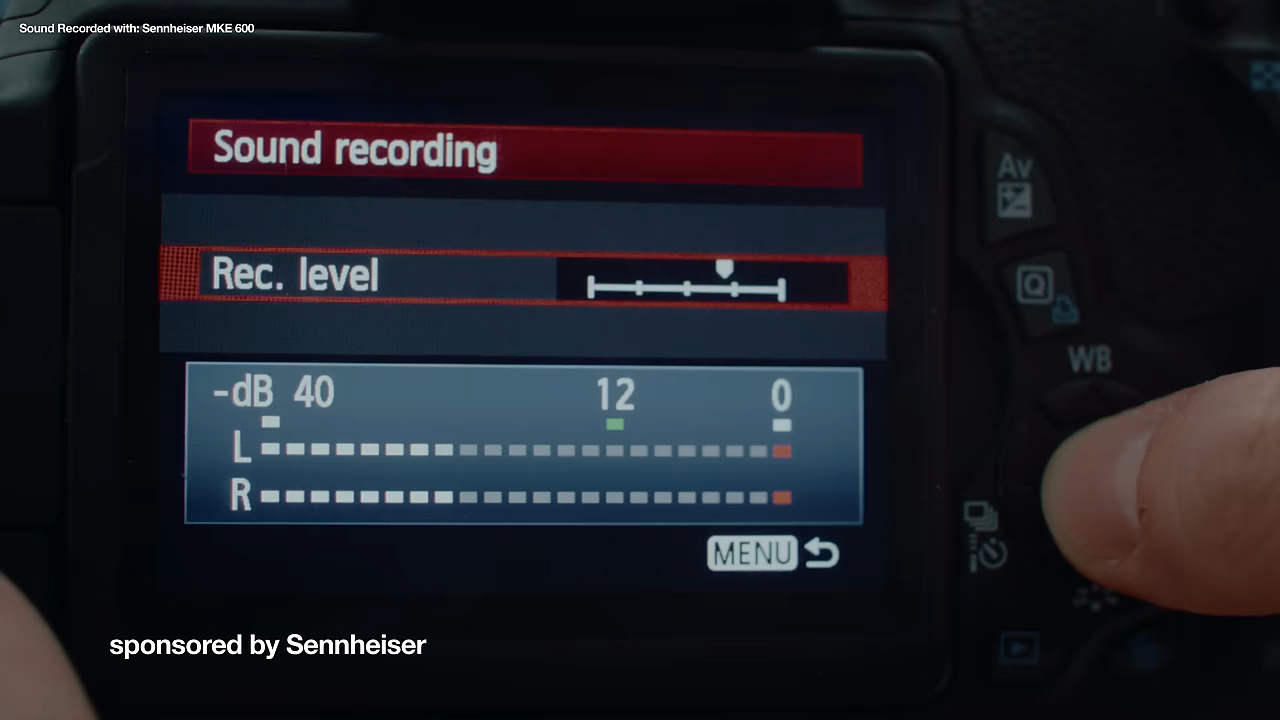 Sound Recorded with: Sennheiser MKE 600
Sound recording
Av
Rec. level
Q
WB
-dB 40 12 0
L
R
MENU
sponsored by Sennheiser